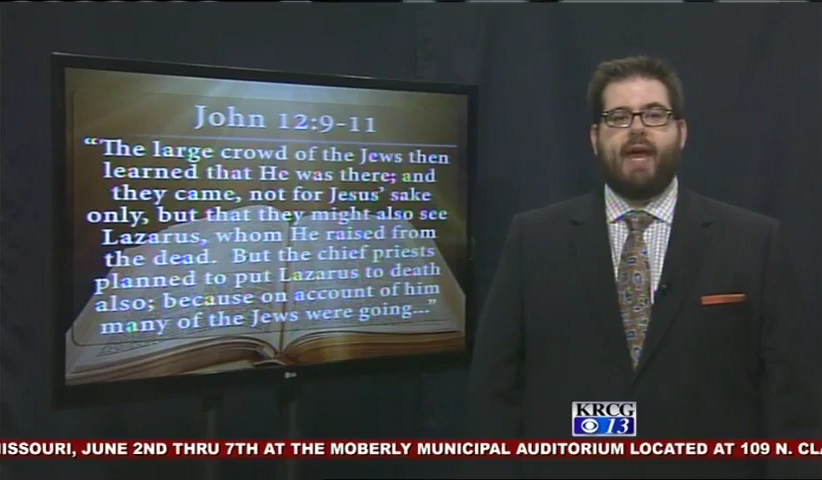 John 12:9-11
“The large crowd of the Jews then
learned that He was there; and
they came, not for Jesus’ sake
only, but that they might also see
Lazarus, whom He raised from
the dead.  But the chief priests
planned to put Lazarus to death
also; because on account of him
many of the Jews were going...”
KRCG
13
MISSOURI, JUNE 2ND THRU 7TH AT THE MOBERLY MUNICIPAL AUDITORIUM LOCATED AT 109 N. CL